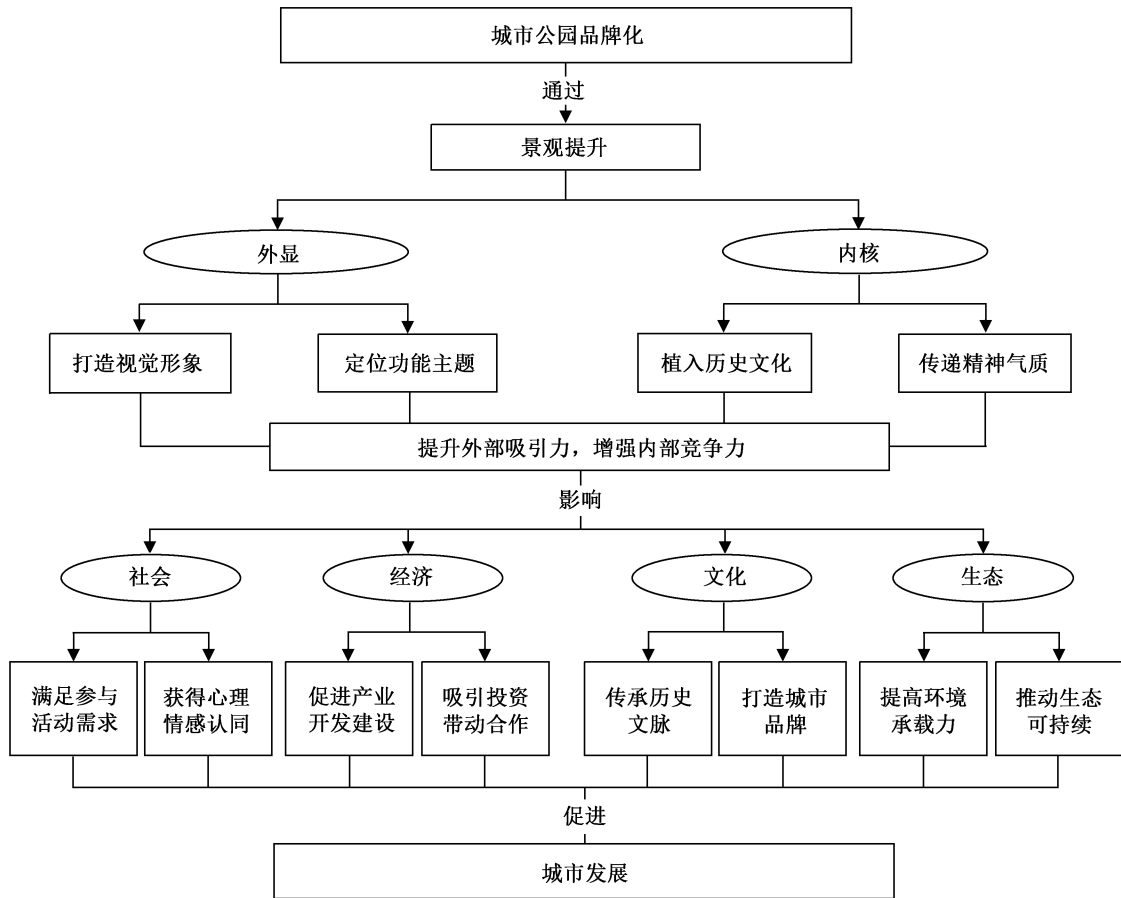 城市公园品牌化
通过
景观提升
外显
内核
打造视觉形象
定位功能主题
植入历史文化
传递精神气质
提升外部吸引力，增强内部竞争力
影响
社会
经济
文化
生态
满足参与
活动需求
获得心理
情感认同
促进产业
开发建设
吸引投资
带动合作
传承历史
文脉
打造城市
品牌
提高环境
承载力
推动生态
可持续
促进
城市发展